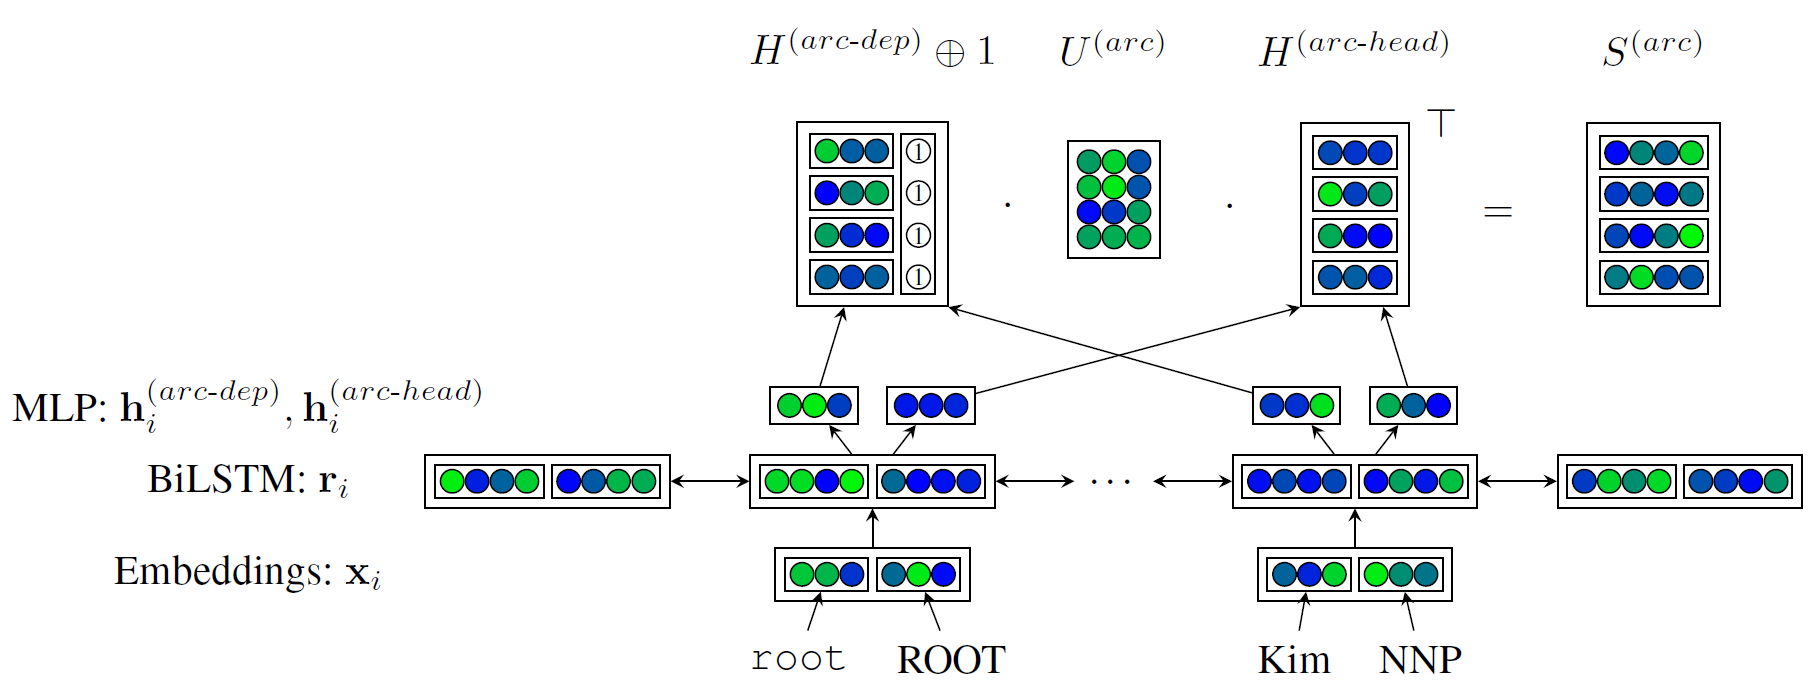 H^(arc-dep) ⊕ 1 U^(arc) H^(arc-head) S^(arc)
⊤
1
· · =
1
1
1
MLP: h_i^(arc-dep), h_i^(arc-head)
BiLSTM: r_i
···
Embeddings: x_i
root ROOT Kim NNP